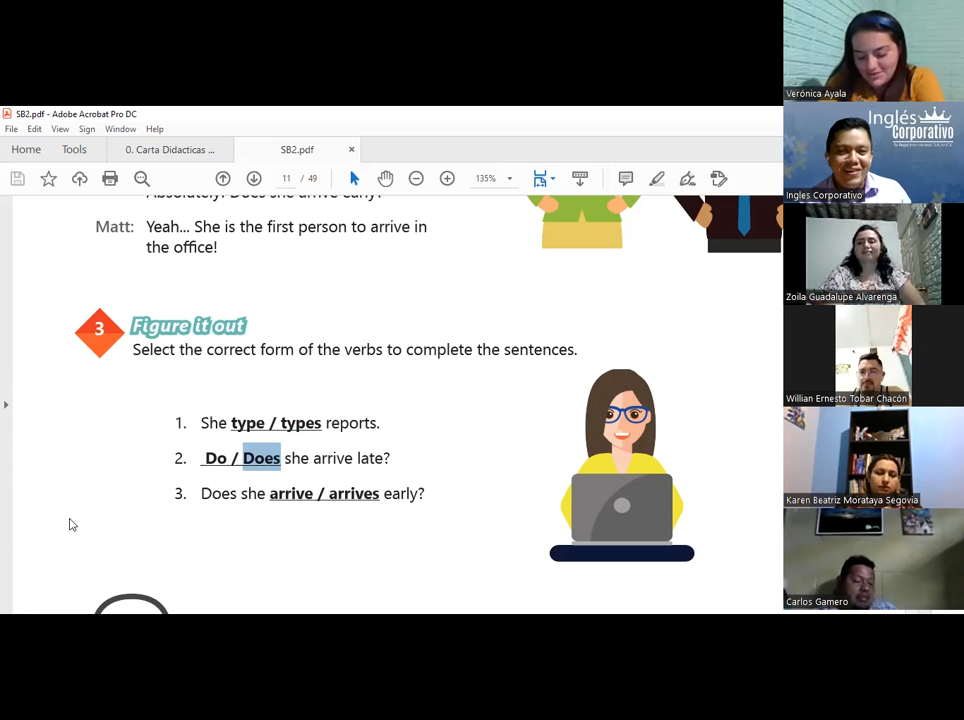 SB2.pdf - Adobe Acrobat Pro DC
File Edit View Sign Window Help
Home Tools 0. Carta Didacticas ... SB2.pdf ×
11 / 49 135%
Matt: Yeah... She is the first person to arrive in
the office!
3 Figure it out
Select the correct form of the verbs to complete the sentences.
1. She type / types reports.
2. Do / Does she arrive late?
3. Does she arrive / arrives early?
Verónica Ayala
Inglés
Corporativo
Ingles Corporativo
Zoila Guadalupe Alvarenga
Willian Ernesto Tobar Chacón
Karen Beatriz Morataya Segovia
Carlos Gamero